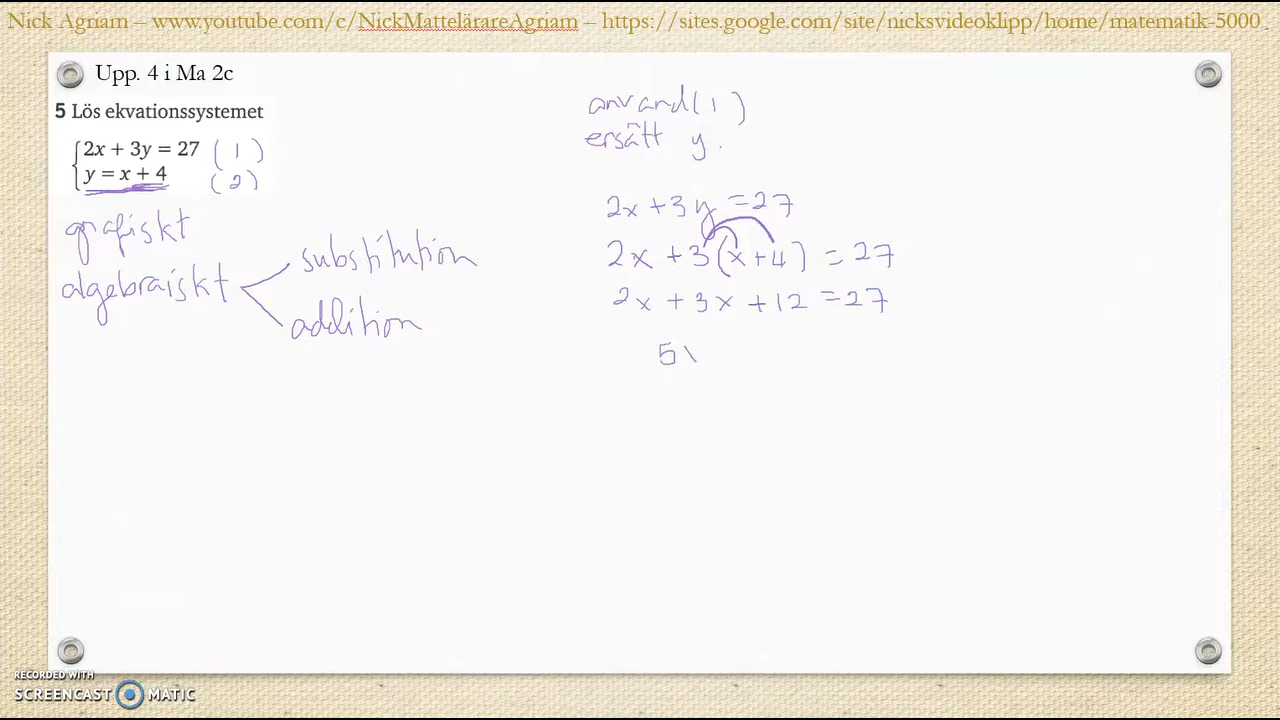 Nick Agriam – www.youtube.com/c/NickMattelärareAgriam – https://sites.google.com/site/nicksvideoklipp/home/matematik-5000
Upp. 4 i Ma 2c
5 Lös ekvationssystemet
2x + 3y = 27 (1)
y = x + 4 (2)
grafiskt
algebraiskt
substitution
addition
anvand(1)
ersätt y.
2x + 3y = 27
2x + 3(x + 4) = 27
2x + 3x + 12 = 27
5
RECORDED WITH
SCREENCAST MATIC